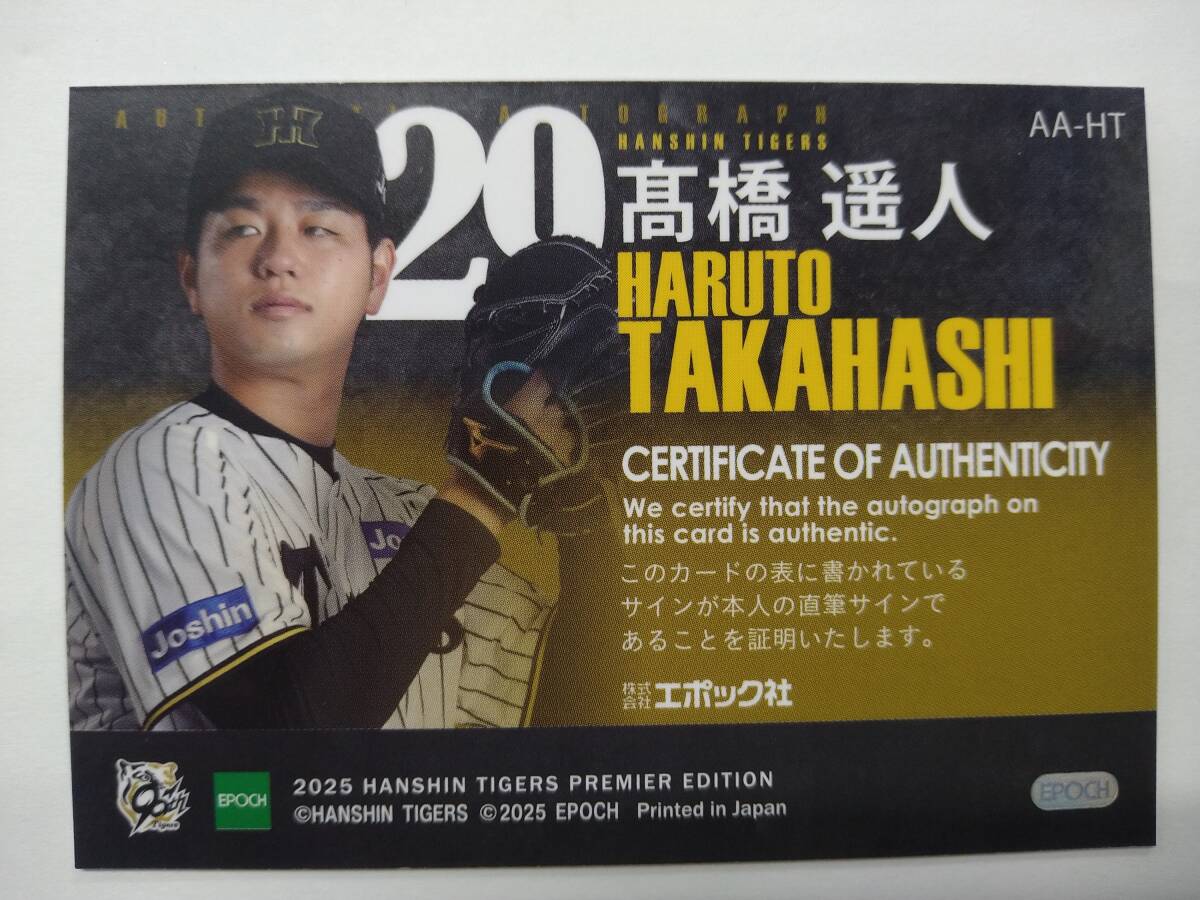 AUTOGRAPH
HANSHIN TIGERS
AA-HT
20
髙橋 遥人
HARUTO
TAKAHASHI
CERTIFICATE OF AUTHENTICITY
We certify that the autograph on
this card is authentic.
このカードの表に書かれている
サインが本人の直筆サインで
あることを証明いたします。
株式会社 エポック社
Joshin
90th
Tigers
EPOCH
2025 HANSHIN TIGERS PREMIER EDITION
©HANSHIN TIGERS ©2025 EPOCH Printed in Japan
EPOCH